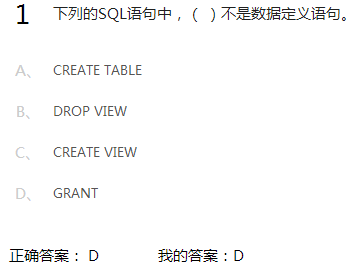 1 下列的SQL语句中，（ ）不是数据定义语句。
A、 CREATE TABLE
B、 DROP VIEW
C、 CREATE VIEW
D、 GRANT
正确答案： D 我的答案：D